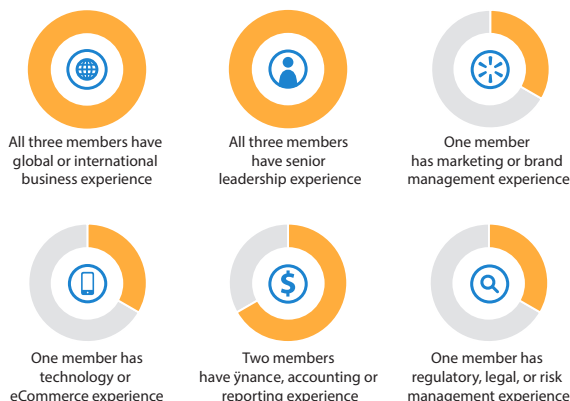 All three members have
global or international
business experience
All three members
have senior
leadership experience
One member
has marketing or brand
management experience
$
One member has
technology or
eCommerce experience
Two members
have ÿnance, accounting or
reporting experience
One member has
regulatory, legal, or risk
management experience